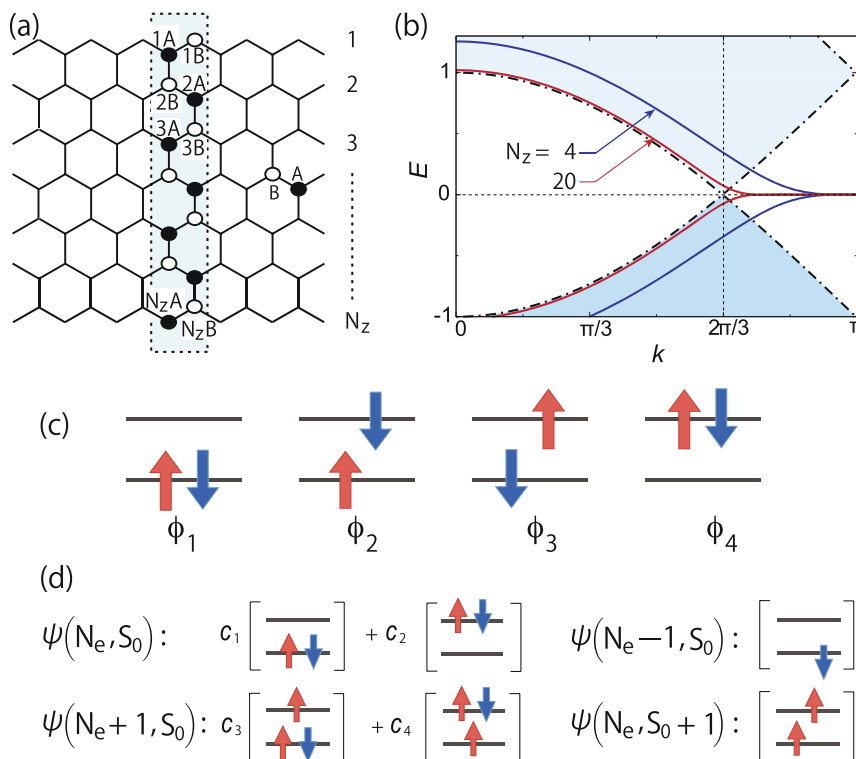 (a)
1A
1B
1
2A
2B
2
3A
3B
3
B
A
NzA
NzB
Nz
(b)
E
1
0
-1
Nz = 4
20
0
π/3
2π/3
π
k
(c)
ϕ1
ϕ2
ϕ3
ϕ4
(d)
ψ(Ne, S0) : c1 + c2
ψ(Ne−1, S0) :
ψ(Ne+1, S0) : c3 + c4
ψ(Ne, S0+1) :